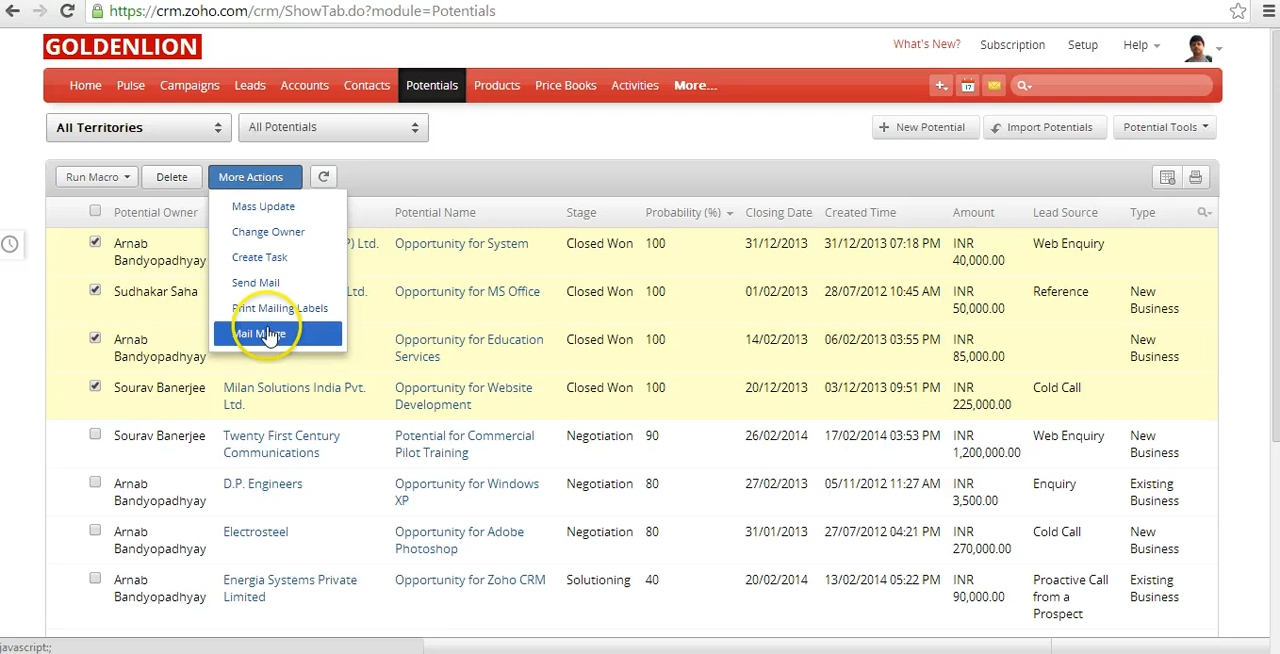 https://crm.zoho.com/crm/ShowTab.do?module=Potentials
GOLDENLION
What's New? Subscription Setup Help
Home Pulse Campaigns Leads Accounts Contacts Potentials Products Price Books Activities More...
17
All Territories All Potentials New Potential Import Potentials Potential Tools
Run Macro Delete More Actions
Mass Update
Change Owner
Create Task
Send Mail
Print Mailing Labels
Mail Merge
Potential Owner Potential Name Stage Probability (%) Closing Date Created Time Amount Lead Source Type
Arnab P) Ltd. Opportunity for System Closed Won 100 31/12/2013 31/12/2013 07:18 PM INR Web Enquiry
Bandyopadhyay 40,000.00
Sudhakar Saha Ltd. Opportunity for MS Office Closed Won 100 01/02/2013 28/07/2012 10:45 AM INR Reference New
50,000.00 Business
Arnab Opportunity for Education Closed Won 100 14/02/2013 06/02/2013 03:55 PM INR New
Bandyopadhyay Services 85,000.00 Business
Sourav Banerjee Milan Solutions India Pvt. Opportunity for Website Closed Won 100 20/12/2013 03/12/2013 09:51 PM INR Cold Call
Ltd. Development 225,000.00
Sourav Banerjee Twenty First Century Potential for Commercial Negotiation 90 26/02/2014 17/02/2014 03:53 PM INR Web Enquiry New
Communications Pilot Training 1,200,000.00 Business
Arnab D.P. Engineers Opportunity for Windows Negotiation 80 27/02/2013 05/11/2012 11:27 AM INR Enquiry Existing
Bandyopadhyay XP 3,500.00 Business
Arnab Electrosteel Opportunity for Adobe Negotiation 80 31/01/2013 27/07/2012 04:21 PM INR Cold Call New
Bandyopadhyay Photoshop 270,000.00 Business
Arnab Energia Systems Private Opportunity for Zoho CRM Solutioning 40 20/02/2014 13/02/2014 05:22 PM INR Proactive Call Existing
Bandyopadhyay Limited 90,000.00 from a Business
Prospect
javascript:;